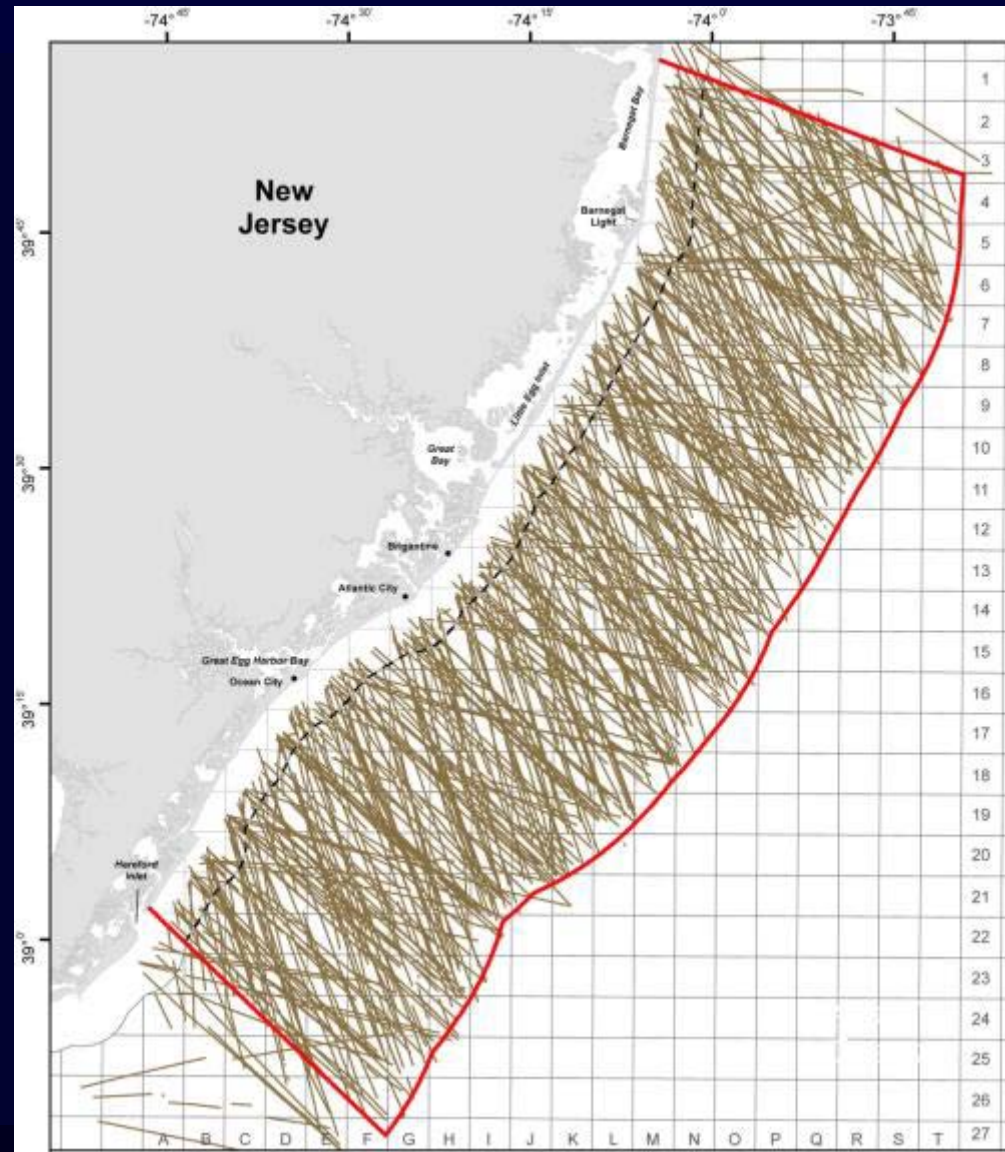 -74° 45'
-74° 30'
-74° 15'
-74° 0'
-73° 45'
39° 45'
39° 30'
39° 15'
39° 0'
New
Jersey
Barnegat Bay
Barnegat
Light
Little Egg Inlet
Great
Bay
Brigantine
Atlantic City
Great Egg Harbor Bay
Ocean City
Hereford
Inlet
1
2
3
4
5
6
7
8
9
10
11
12
13
14
15
16
17
18
19
20
21
22
23
24
25
26
27
A B C D E F G H I J K L M N O P Q R S T